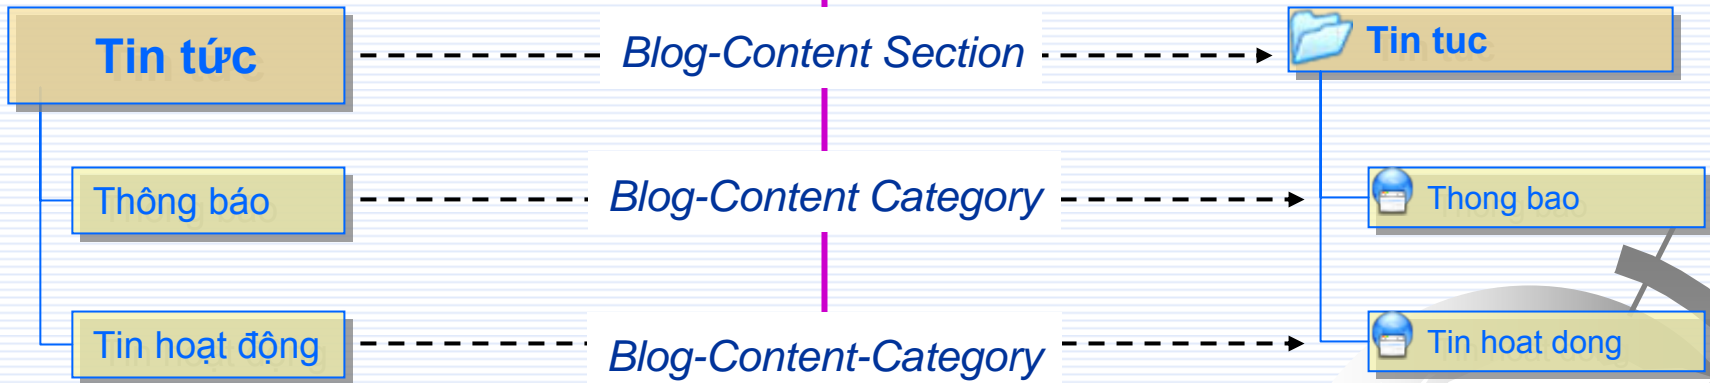 Tin tức
Blog-Content Section
Tin tuc
Thông báo
Blog-Content Category
Thong bao
Tin hoạt động
Blog-Content-Category
Tin hoat dong